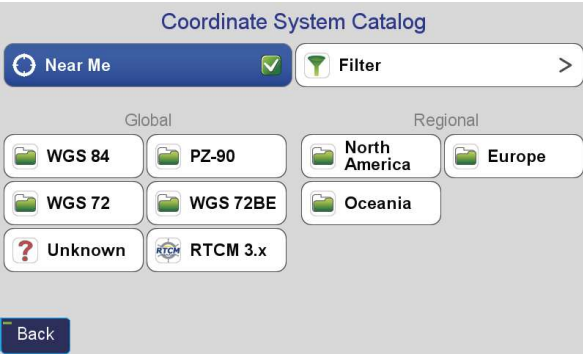 Coordinate System Catalog
Near Me
Filter
Global
Regional
WGS 84
PZ-90
North
America
Europe
WGS 72
WGS 72BE
Oceania
? Unknown
RTCM RTCM 3.x
Back